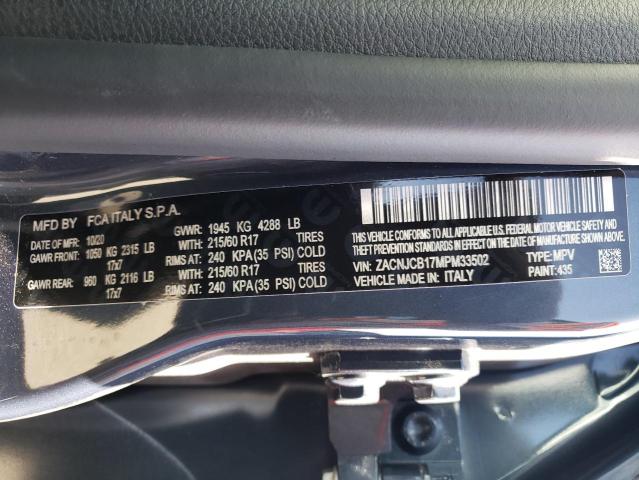 MFD BY FCA ITALY S.P.A.
DATE OF MFR: 10/20 GVWR: 1945 KG 4288 LB
GAWR FRONT: 1050 KG 2315 LB WITH: 215/60 R17 TIRES
17x7 RIMS AT: 240 KPA(35 PSI) COLD
GAWR REAR: 960 KG 2116 LB WITH: 215/60 R17 TIRES
17x7 RIMS AT: 240 KPA(35 PSI) COLD
THIS VEHICLE CONFORMS TO ALL APPLICABLE U.S.A. FEDERAL MOTOR VEHICLE SAFETY
BUMPER AND THEFT PREVENTION STANDARDS IN EFFECT ON THE DATE OF MFR SHOWN ABOVE.
VIN: ZACNJCB17MPM33502 TYPE: MPV
VEHICLE MADE IN: ITALY PAINT: 435